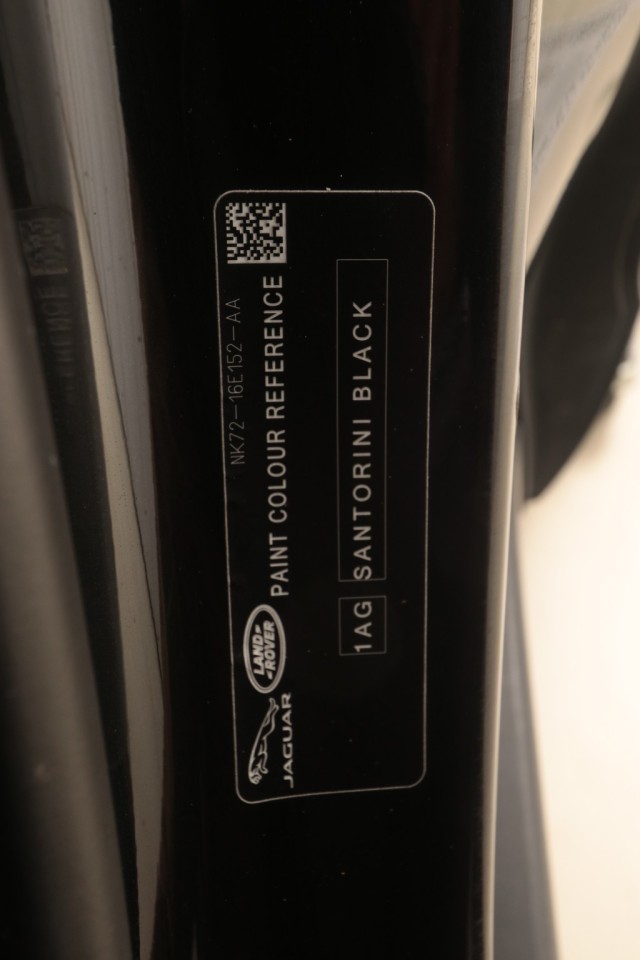 NK72-16E152-AA
JAGUAR
LAND-
-ROVER
PAINT COLOUR REFERENCE
1AG
SANTORINI BLACK